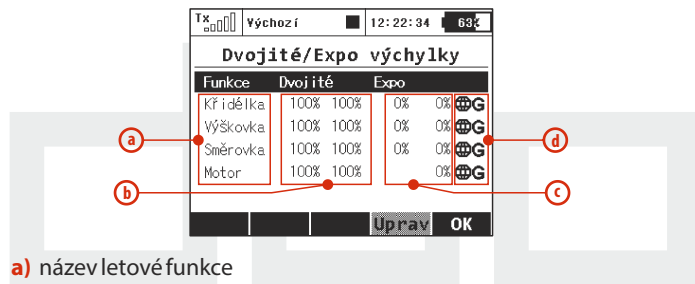 Tx Výchozí 12:22:34 63%
Dvojité/Expo výchylky
Funkce Dvojité Expo
Křidélka 100% 100% 0% 0% G
Výškovka 100% 100% 0% 0% G
Směrovka 100% 100% 0% 0% G
Motor 100% 100% 0% G
a
b
c
d
Uprav OK
a) název letové funkce